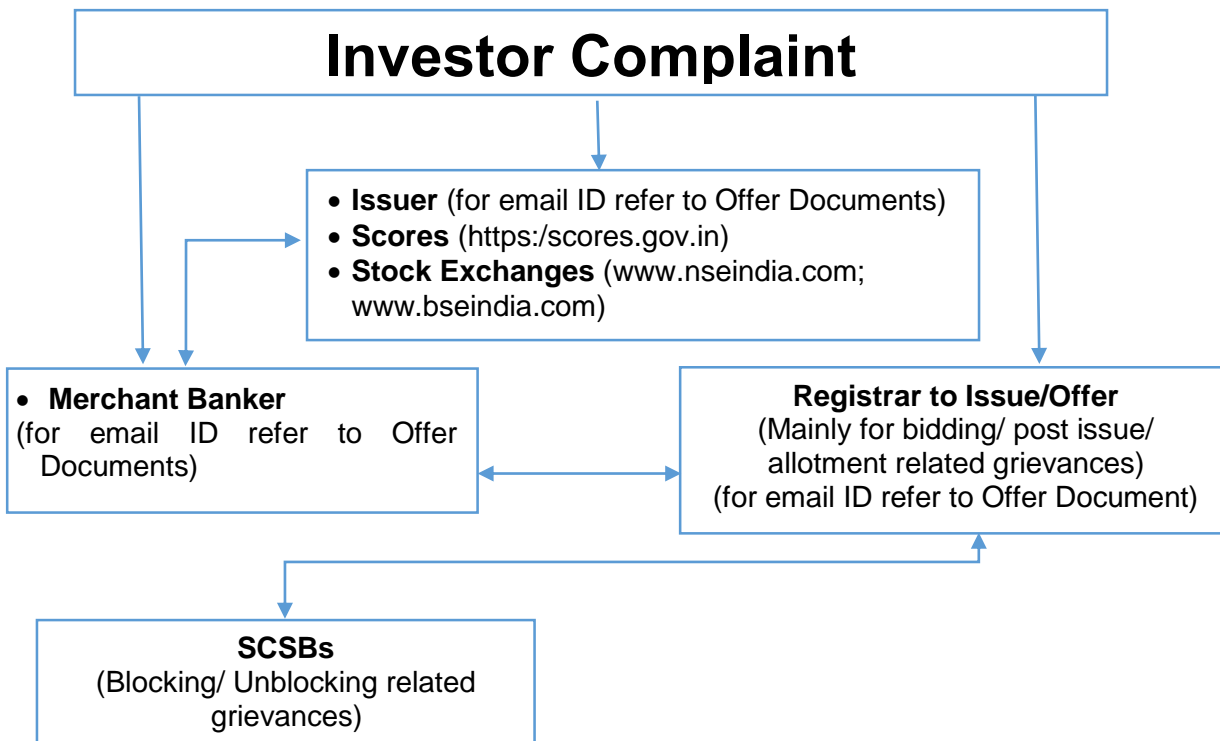 Investor Complaint
• Issuer (for email ID refer to Offer Documents)
• Scores (https:/scores.gov.in)
• Stock Exchanges (www.nseindia.com;
www.bseindia.com)
• Merchant Banker
(for email ID refer to Offer
Documents)
Registrar to Issue/Offer
(Mainly for bidding/ post issue/
allotment related grievances)
(for email ID refer to Offer Document)
SCSBs
(Blocking/ Unblocking related
grievances)